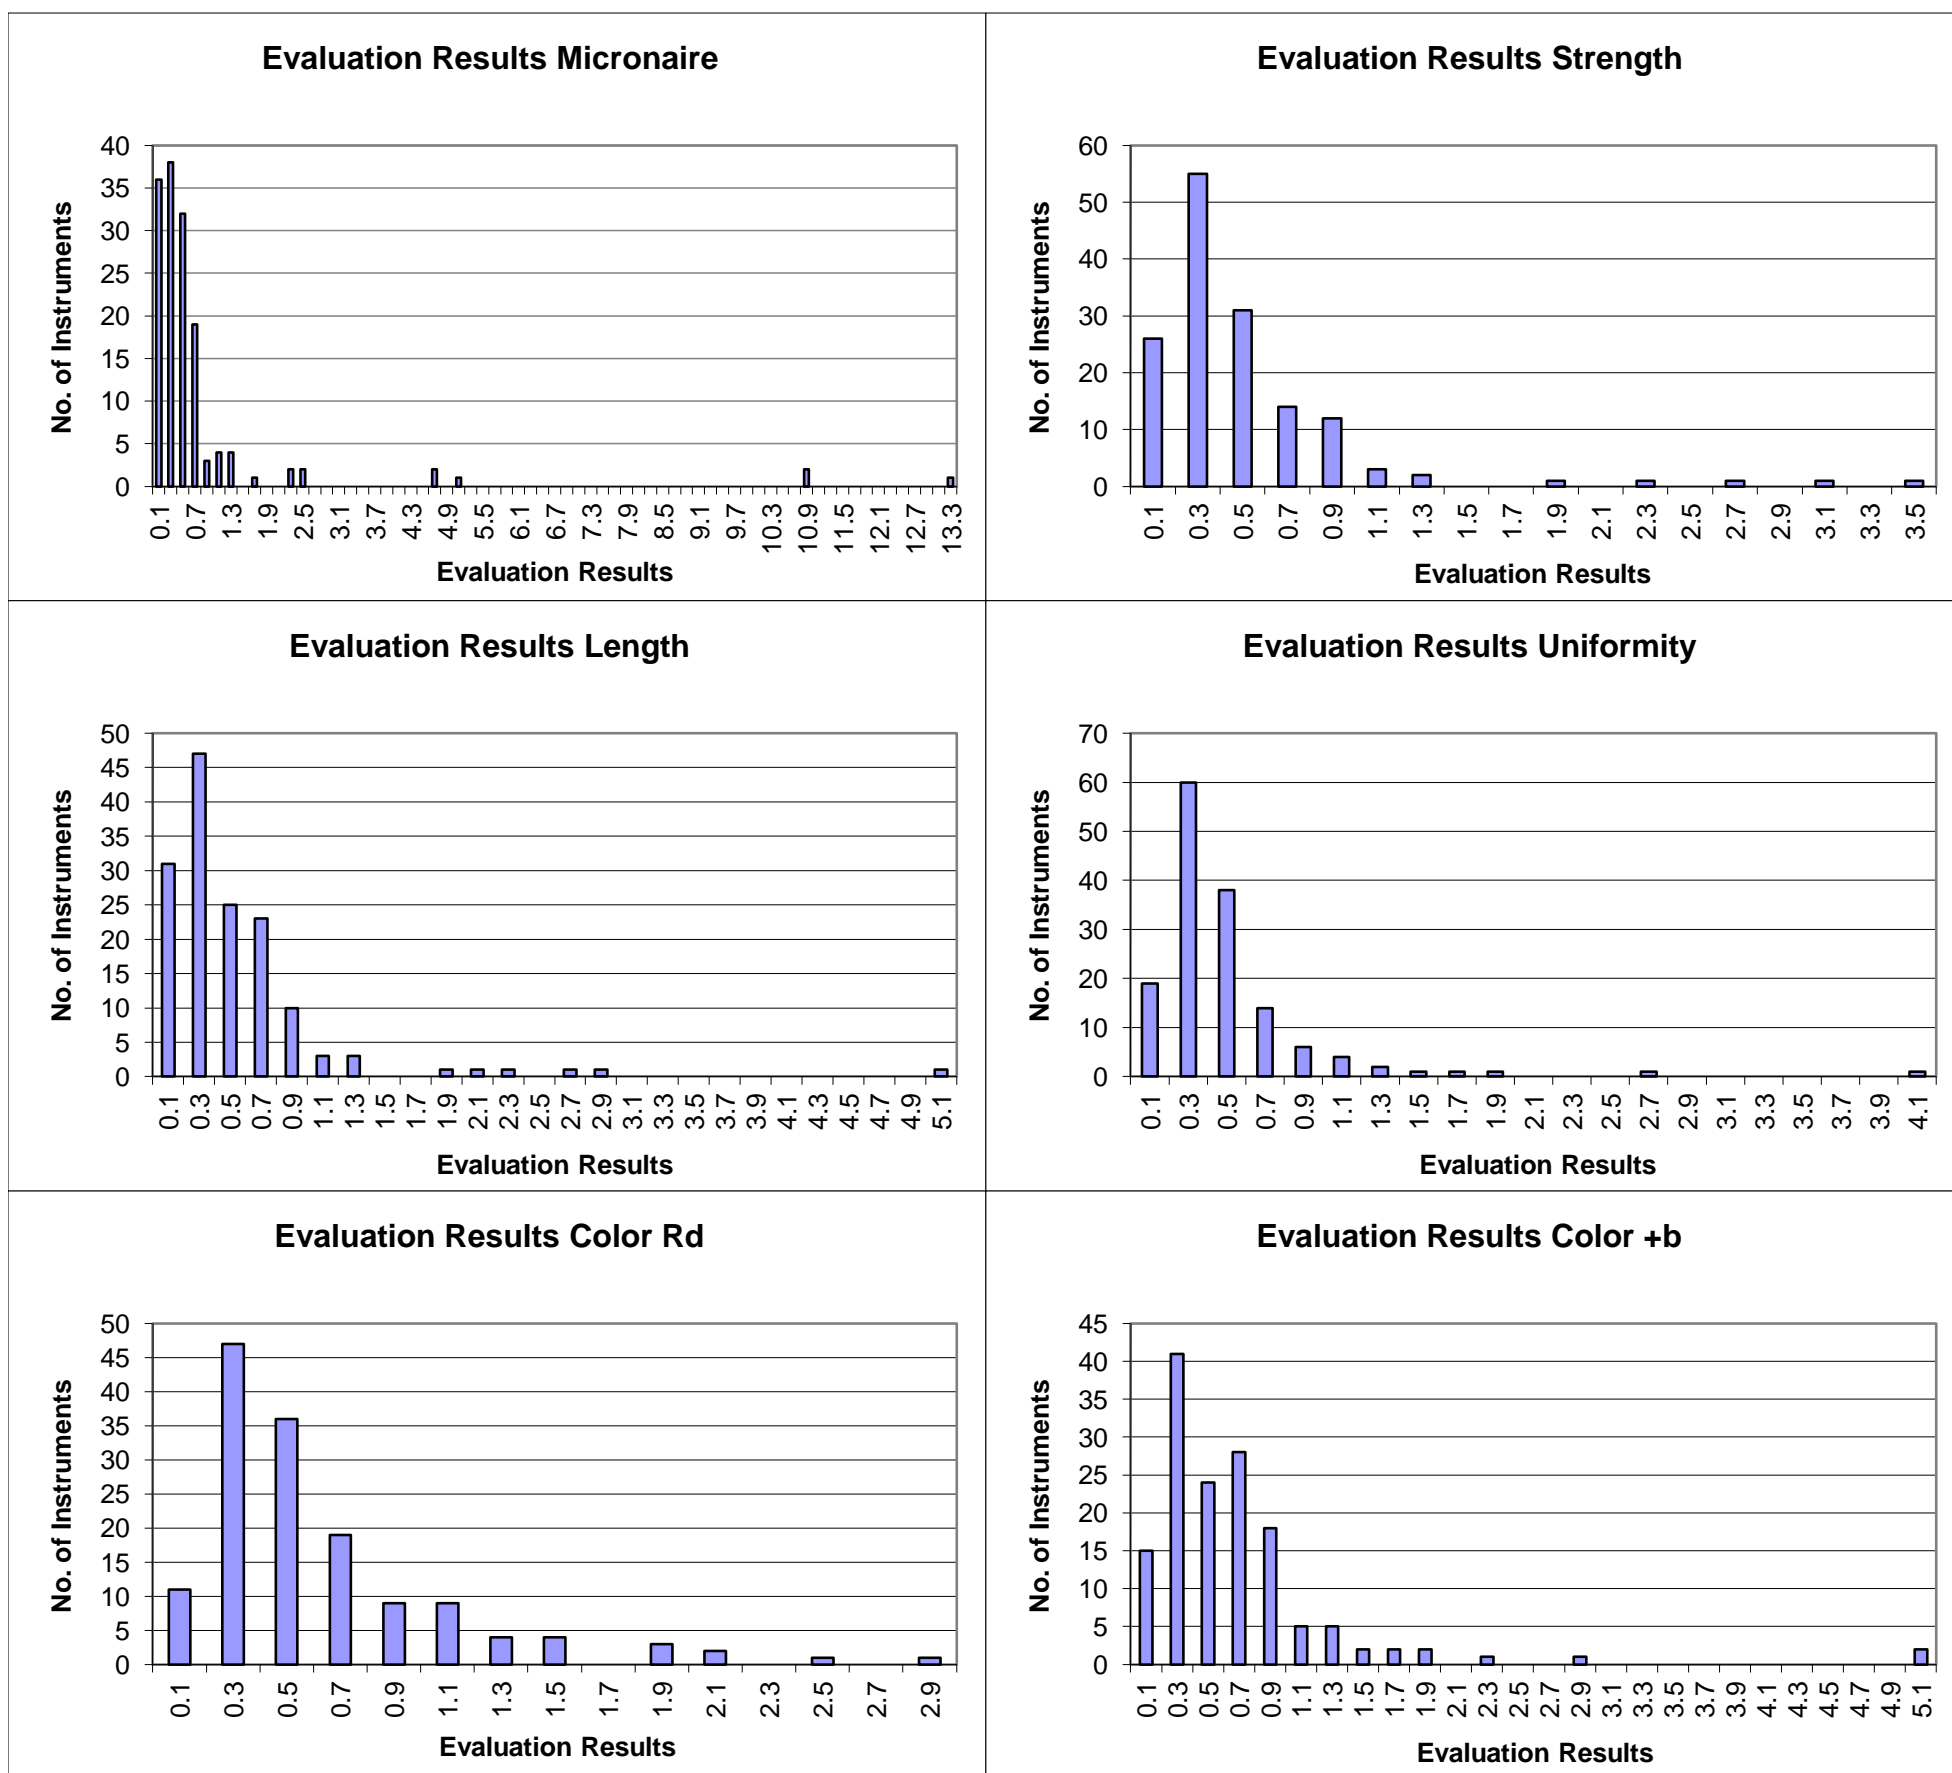 Evaluation Results Micronaire
40
35
30
25
20
15
10
5
0
No. of Instruments
0.1 0.7 1.3 1.9 2.5 3.1 3.7 4.3 4.9 5.5 6.1 6.7 7.3 7.9 8.5 9.1 9.7 10.3 10.9 11.5 12.1 12.7 13.3
Evaluation Results
Evaluation Results Strength
60
50
40
30
20
10
0
No. of Instruments
0.1 0.3 0.5 0.7 0.9 1.1 1.3 1.5 1.7 1.9 2.1 2.3 2.5 2.7 2.9 3.1 3.3 3.5
Evaluation Results
Evaluation Results Length
50
45
40
35
30
25
20
15
10
5
0
No. of Instruments
0.1 0.3 0.5 0.7 0.9 1.1 1.3 1.5 1.7 1.9 2.1 2.3 2.5 2.7 2.9 3.1 3.3 3.5 3.7 3.9 4.1 4.3 4.5 4.7 4.9 5.1
Evaluation Results
Evaluation Results Uniformity
70
60
50
40
30
20
10
0
No. of Instruments
0.1 0.3 0.5 0.7 0.9 1.1 1.3 1.5 1.7 1.9 2.1 2.3 2.5 2.7 2.9 3.1 3.3 3.5 3.7 3.9 4.1
Evaluation Results
Evaluation Results Color Rd
50
45
40
35
30
25
20
15
10
5
0
No. of Instruments
0.1 0.3 0.5 0.7 0.9 1.1 1.3 1.5 1.7 1.9 2.1 2.3 2.5 2.7 2.9
Evaluation Results
Evaluation Results Color +b
45
40
35
30
25
20
15
10
5
0
No. of Instruments
0.1 0.3 0.5 0.7 0.9 1.1 1.3 1.5 1.7 1.9 2.1 2.3 2.5 2.7 2.9 3.1 3.3 3.5 3.7 3.9 4.1 4.3 4.5 4.7 4.9 5.1
Evaluation Results